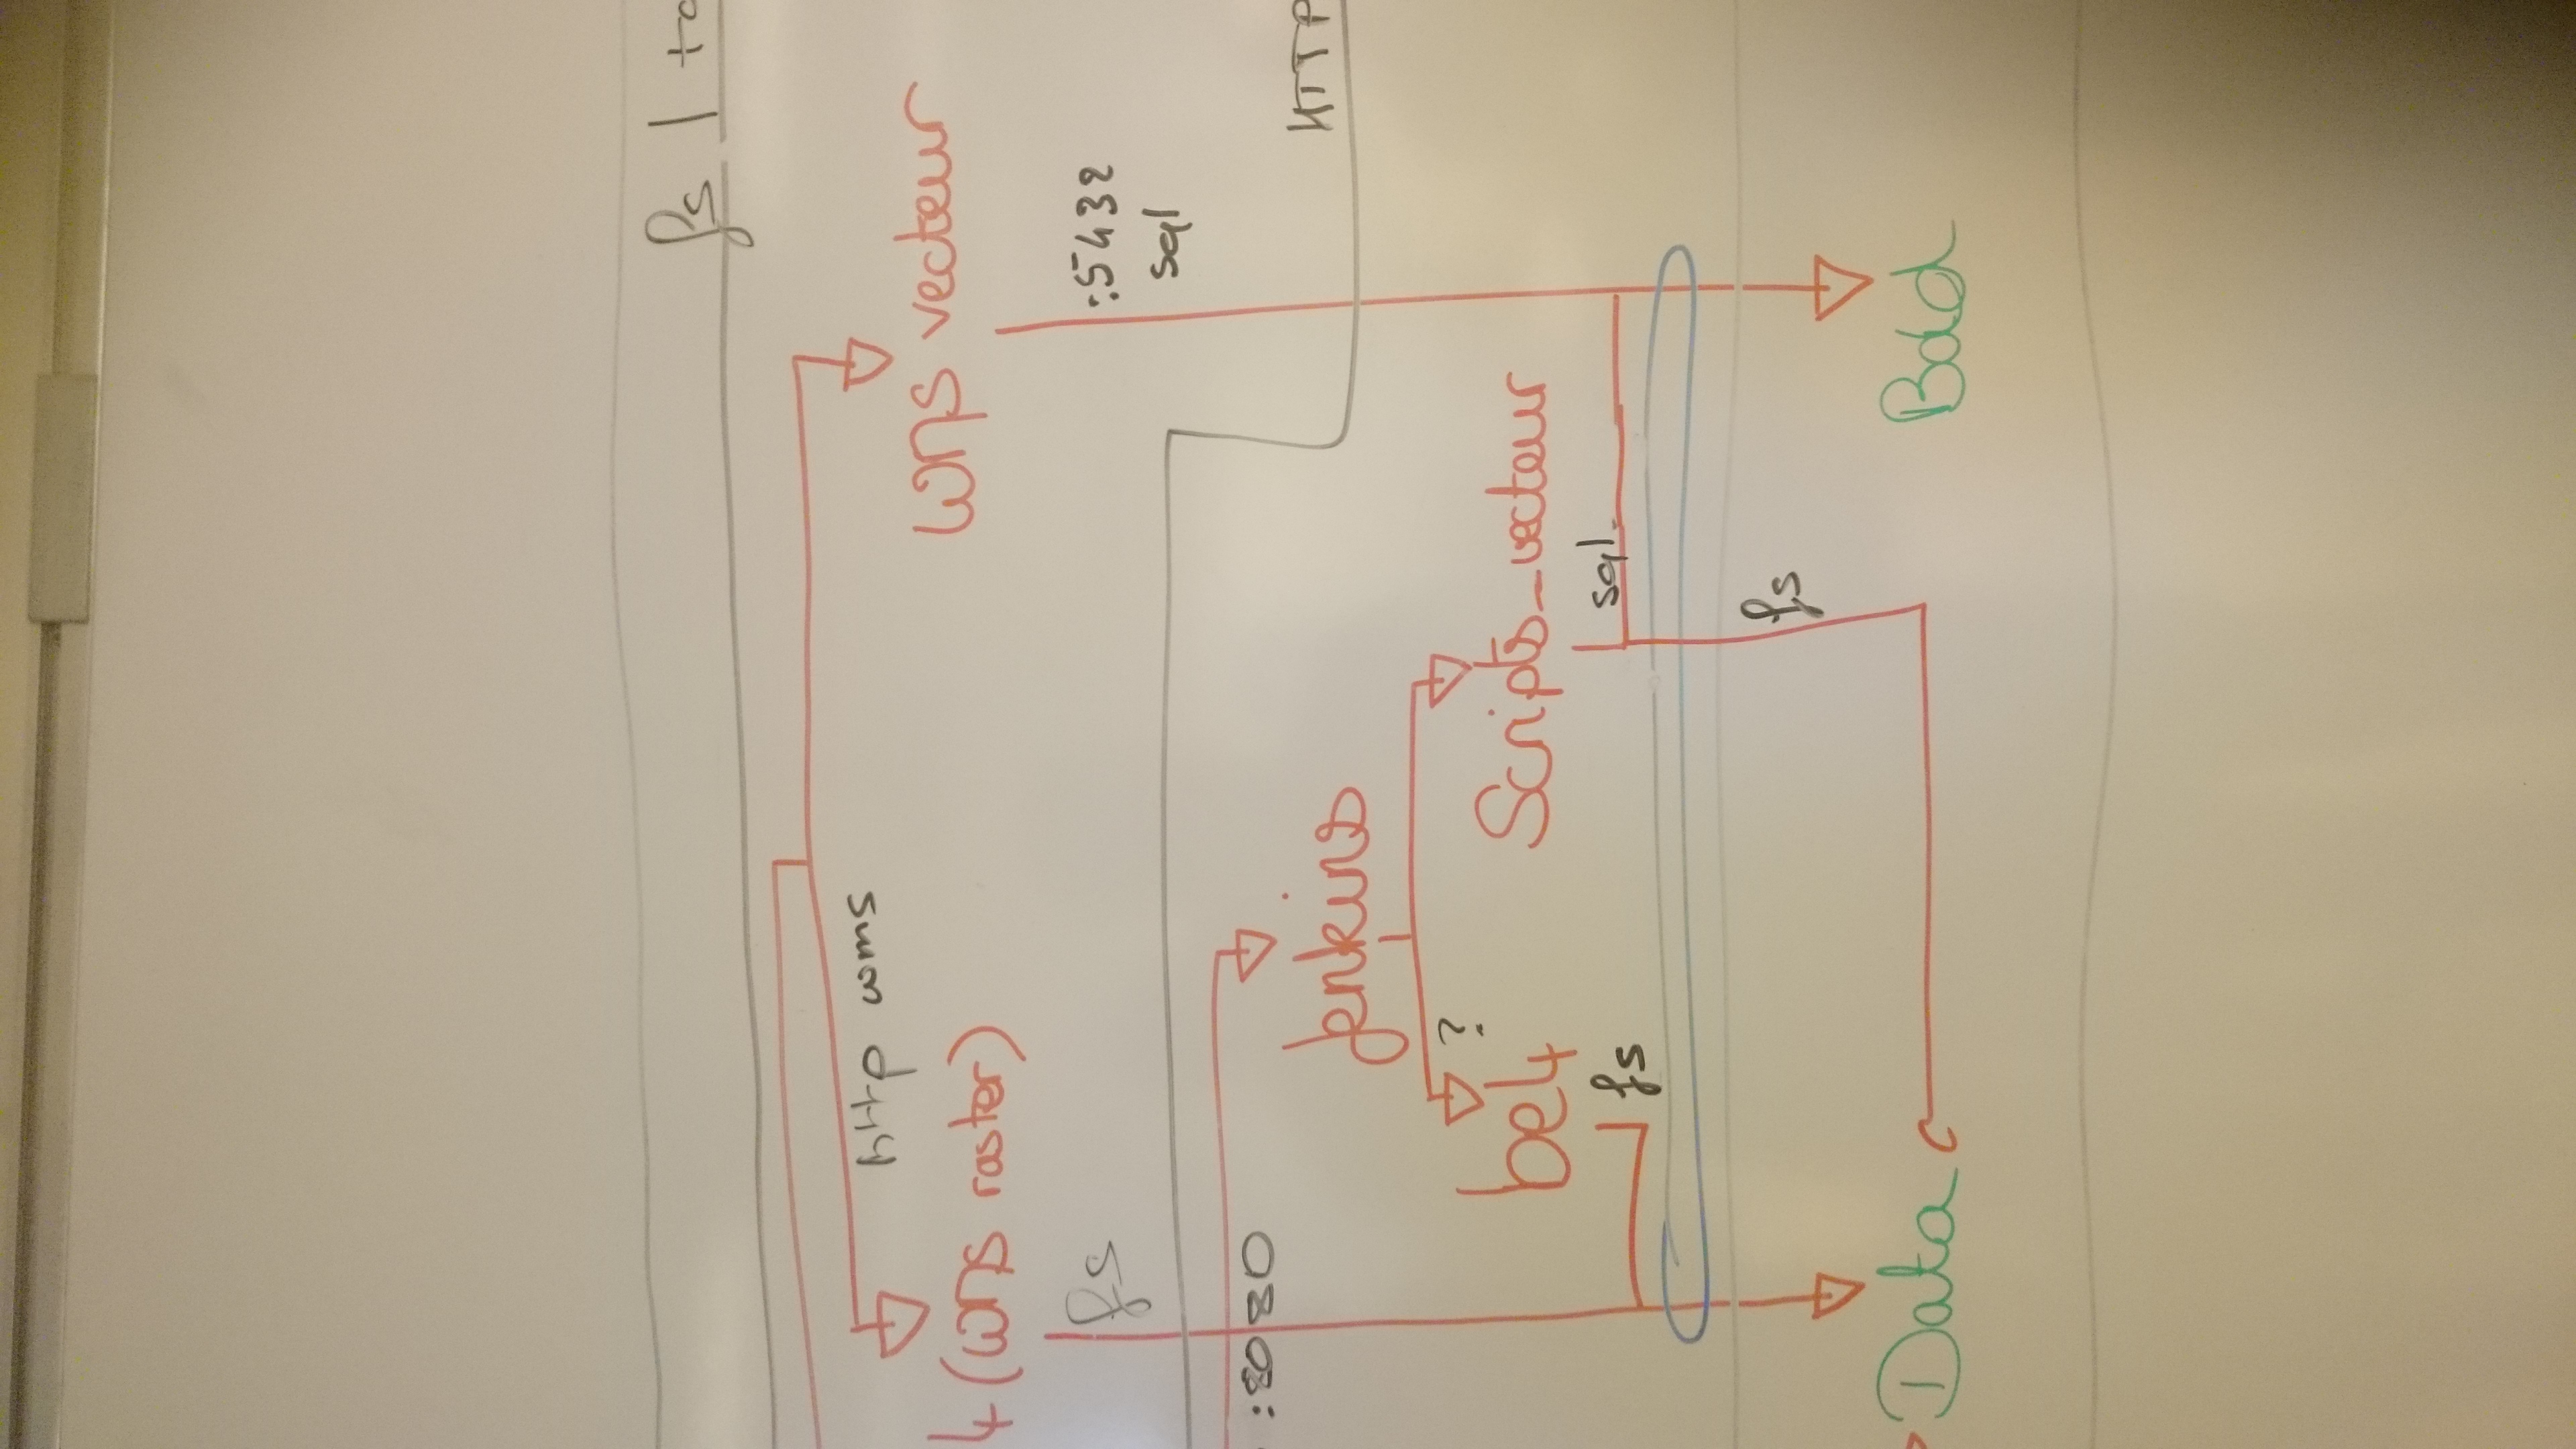 fs | to
http wms
4 (WMS raster)
WMS vecteur
fs
:5432
sql
:8080
HTTP
Jenkins
?
be4
Scripts_vecteur
fs
sql
fs
Data
Bdd